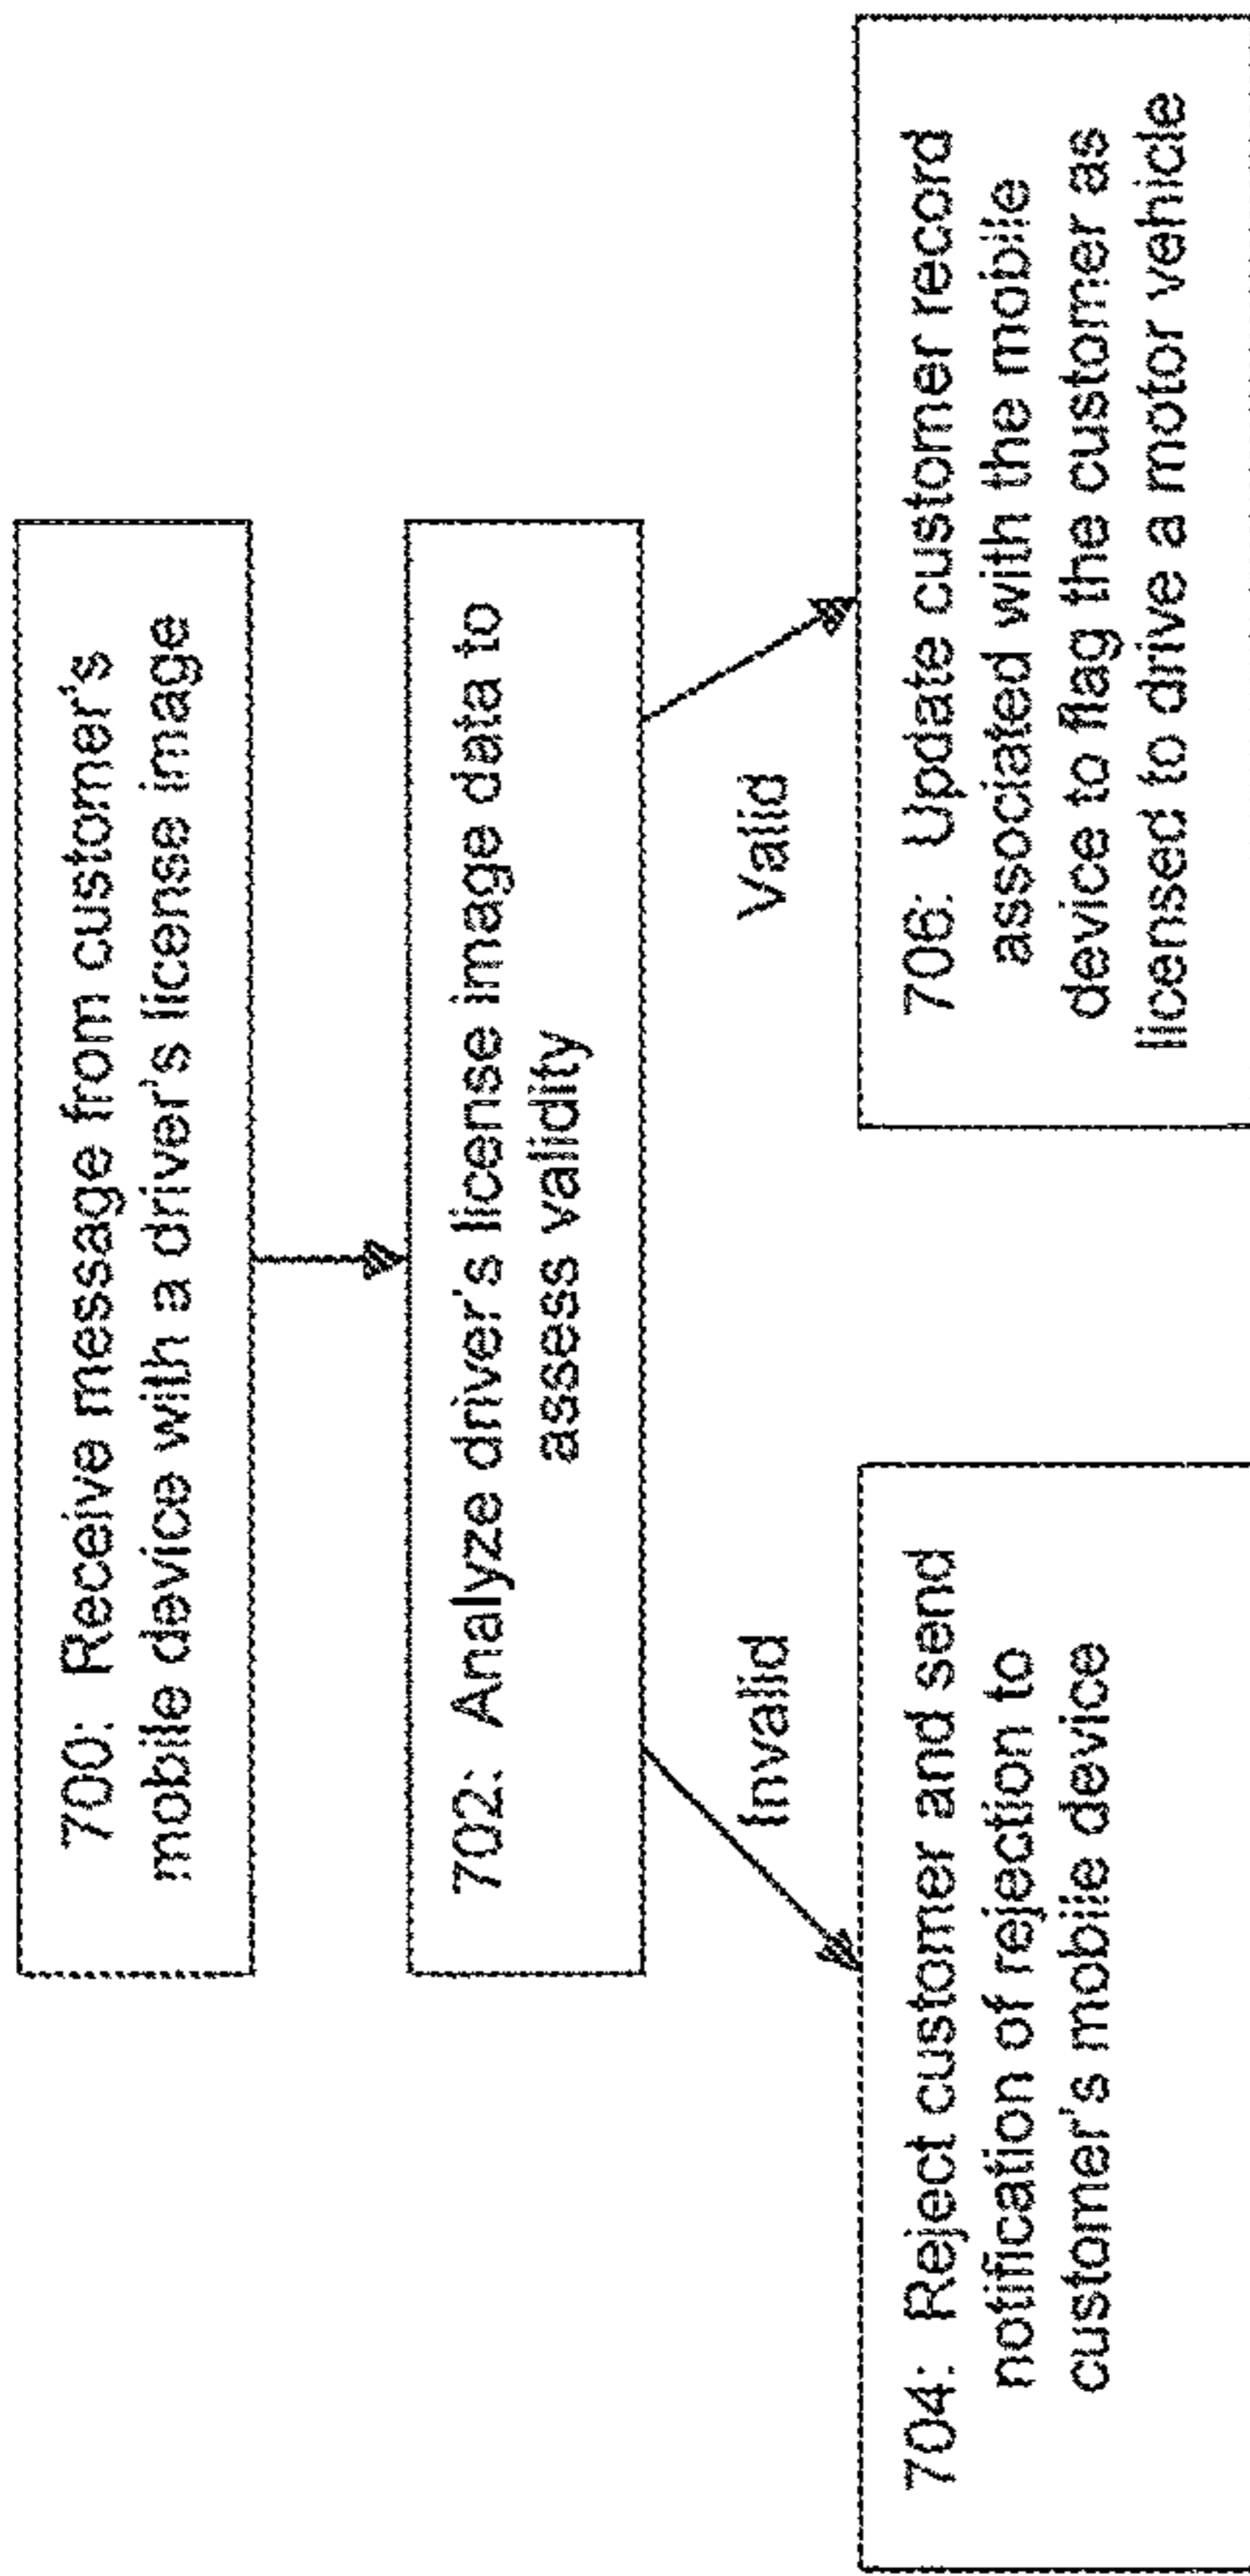 700: Receive message from customer's
mobile device with a driver's license image
702: Analyze driver's license image data to
assess validity
Invalid
Valid
704: Reject customer and send
notification of rejection to
customer's mobile device
706: Update customer record
associated with the mobile
device to flag the customer as
licensed to drive a motor vehicle